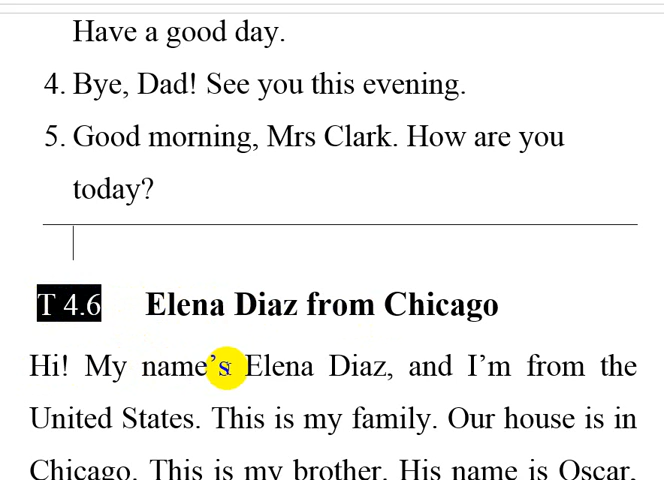 Have a good day.
4. Bye, Dad! See you this evening.
5. Good morning, Mrs Clark. How are you
today?
T 4.6 Elena Diaz from Chicago
Hi! My name’s Elena Diaz, and I’m from the
United States. This is my family. Our house is in
Chicago. This is my brother. His name is Oscar,